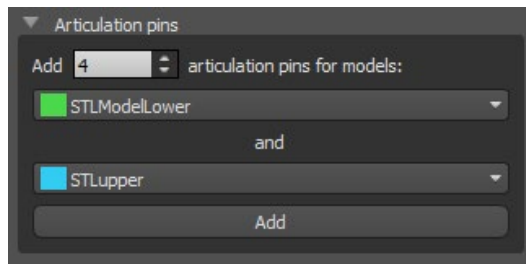 Articulation pins
Add 4 articulation pins for models:
STLModelLower
and
STLupper
Add